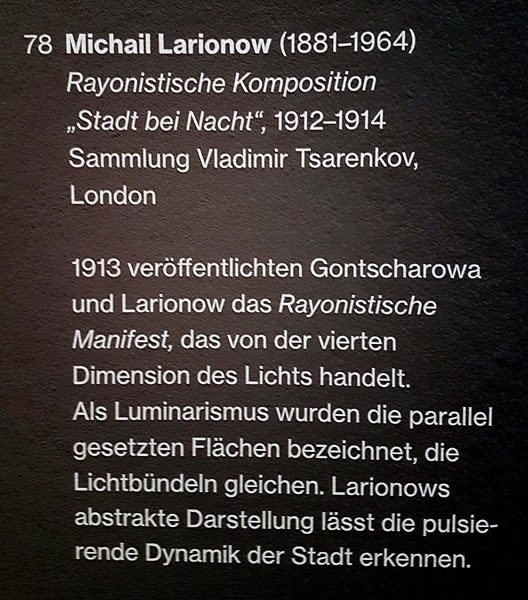 78 Michail Larionow (1881–1964)
Rayonistische Komposition
„Stadt bei Nacht“, 1912–1914
Sammlung Vladimir Tsarenkov,
London
1913 veröffentlichten Gontscharowa
und Larionow das Rayonistische
Manifest, das von der vierten
Dimension des Lichts handelt.
Als Luminarismus wurden die parallel
gesetzten Flächen bezeichnet, die
Lichtbündeln gleichen. Larionows
abstrakte Darstellung lässt die pulsie-
rende Dynamik der Stadt erkennen.